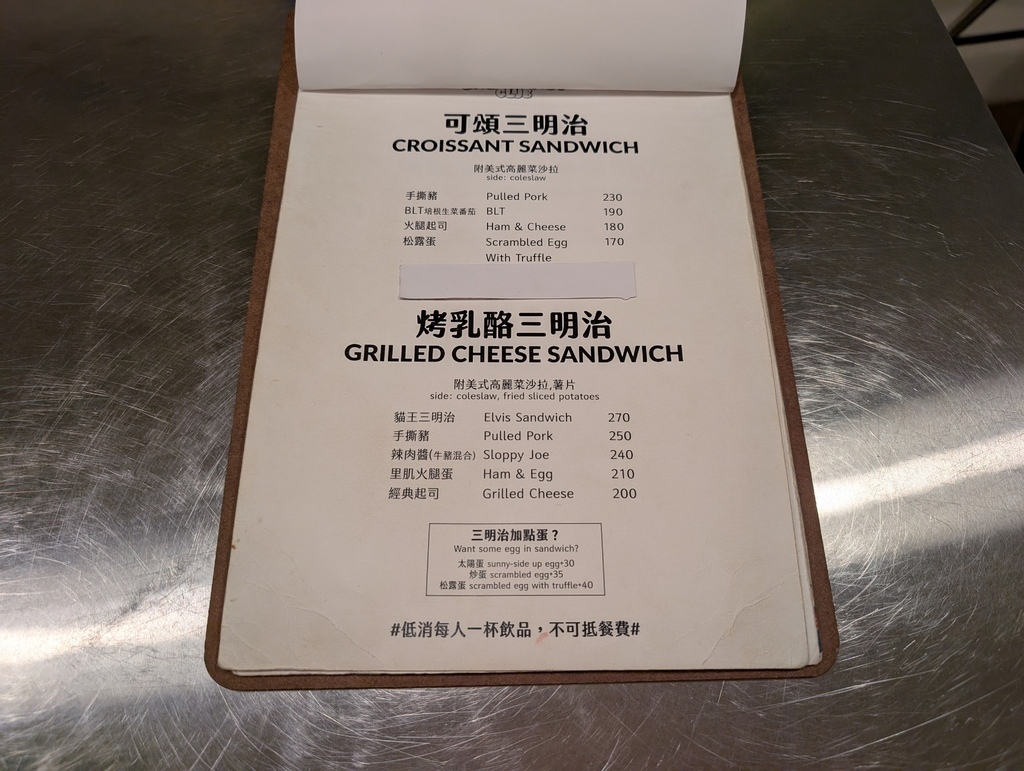 CLUB
可頌三明治
CROISSANT SANDWICH
附美式高麗菜沙拉
side: coleslaw
手撕豬 Pulled Pork 230
BLT培根生菜番茄 BLT 190
火腿起司 Ham & Cheese 180
松露蛋 Scrambled Egg 170
With Truffle
烤乳酪三明治
GRILLED CHEESE SANDWICH
附美式高麗菜沙拉,薯片
side: coleslaw, fried sliced potatoes
貓王三明治 Elvis Sandwich 270
手撕豬 Pulled Pork 250
辣肉醬(牛豬混合) Sloppy Joe 240
里肌火腿蛋 Ham & Egg 210
經典起司 Grilled Cheese 200
三明治加點蛋？
Want some egg in sandwich?
太陽蛋 sunny-side up egg+30
炒蛋 scrambled egg+35
松露蛋 scrambled egg with truffle+40
#低消每人一杯飲品，不可抵餐費#